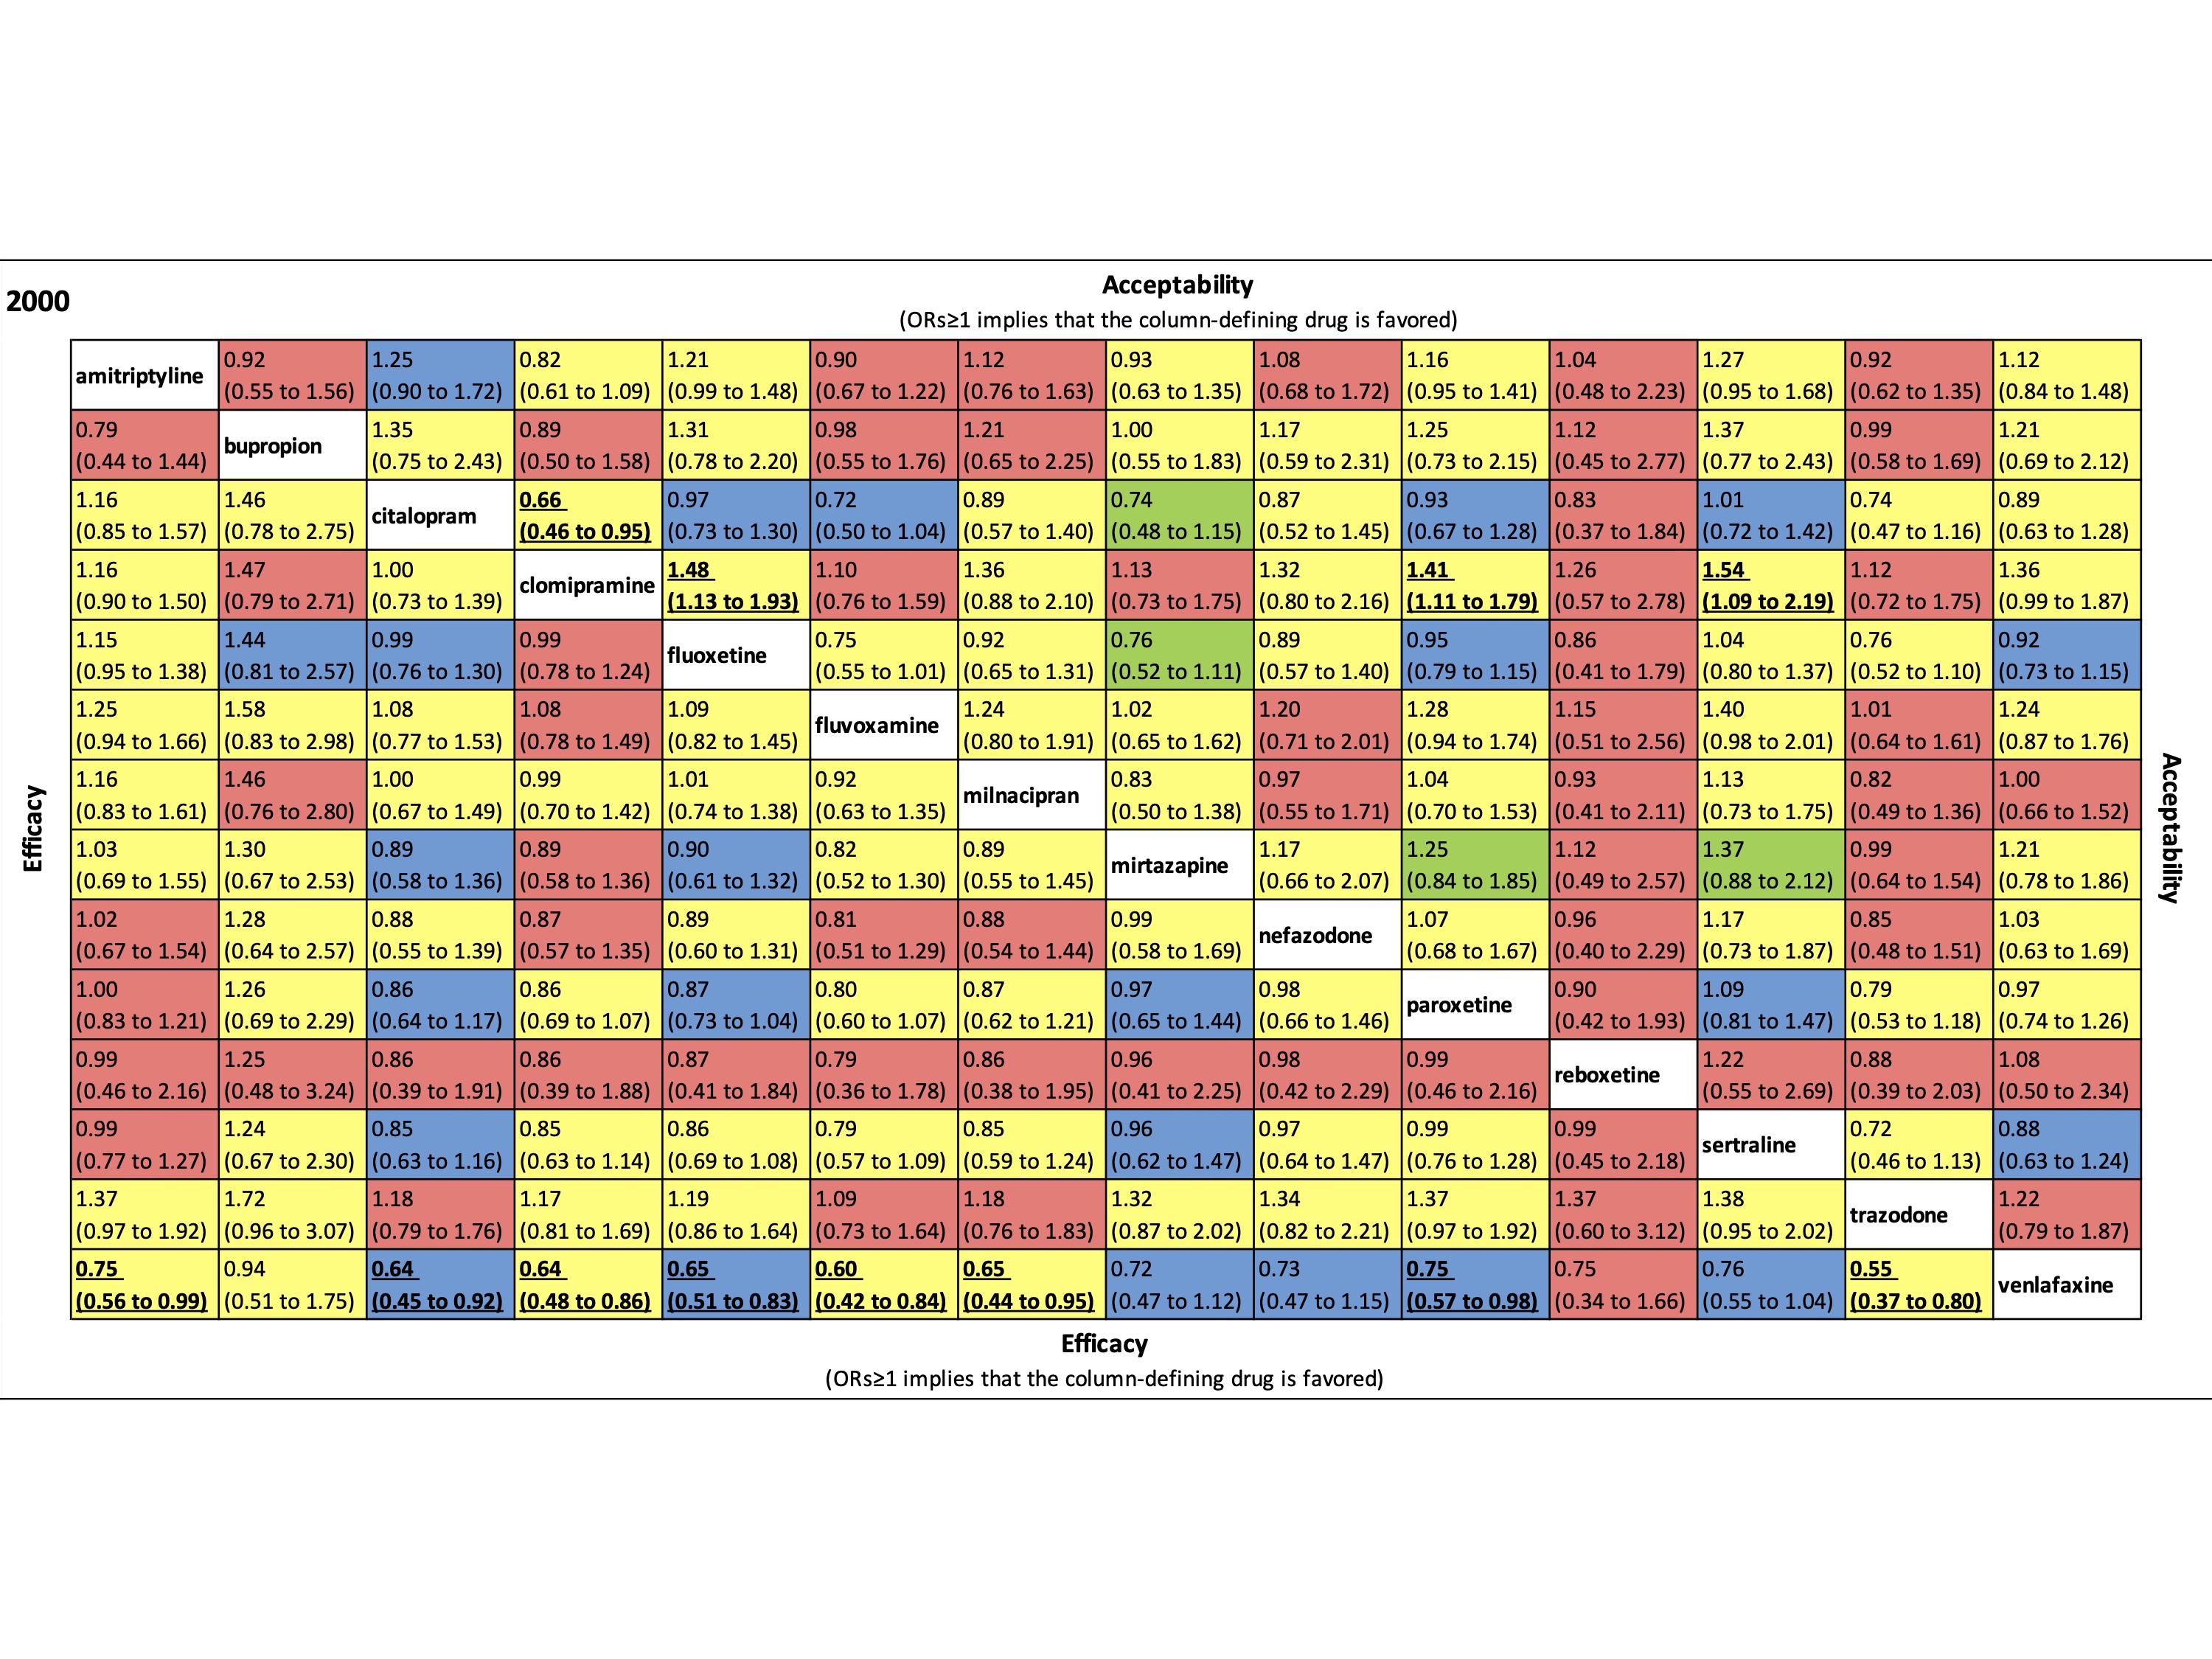 2000
Acceptability
(ORs≥1 implies that the column-defining drug is favored)
amitriptyline 0.92 (0.55 to 1.56) 1.25 (0.90 to 1.72) 0.82 (0.61 to 1.09) 1.21 (0.99 to 1.48) 0.90 (0.67 to 1.22) 1.12 (0.76 to 1.63) 0.93 (0.63 to 1.35) 1.08 (0.68 to 1.72) 1.16 (0.95 to 1.41) 1.04 (0.48 to 2.23) 1.27 (0.95 to 1.68) 0.92 (0.62 to 1.35) 1.12 (0.84 to 1.48)
0.79 (0.44 to 1.44) bupropion 1.35 (0.75 to 2.43) 0.89 (0.50 to 1.58) 1.31 (0.78 to 2.20) 0.98 (0.55 to 1.76) 1.21 (0.65 to 2.25) 1.00 (0.55 to 1.83) 1.17 (0.59 to 2.31) 1.25 (0.73 to 2.15) 1.12 (0.45 to 2.77) 1.37 (0.77 to 2.43) 0.99 (0.58 to 1.69) 1.21 (0.69 to 2.12)
1.16 (0.85 to 1.57) 1.46 (0.78 to 2.75) citalopram 0.66 (0.46 to 0.95) 0.97 (0.73 to 1.30) 0.72 (0.50 to 1.04) 0.89 (0.57 to 1.40) 0.74 (0.48 to 1.15) 0.87 (0.52 to 1.45) 0.93 (0.67 to 1.28) 0.83 (0.37 to 1.84) 1.01 (0.72 to 1.42) 0.74 (0.47 to 1.16) 0.89 (0.63 to 1.28)
1.16 (0.90 to 1.50) 1.47 (0.79 to 2.71) 1.00 (0.73 to 1.39) clomipramine 1.48 (1.13 to 1.93) 1.10 (0.76 to 1.59) 1.36 (0.88 to 2.10) 1.13 (0.73 to 1.75) 1.32 (0.80 to 2.16) 1.41 (1.11 to 1.79) 1.26 (0.57 to 2.78) 1.54 (1.09 to 2.19) 1.12 (0.72 to 1.75) 1.36 (0.99 to 1.87)
1.15 (0.95 to 1.38) 1.44 (0.81 to 2.57) 0.99 (0.76 to 1.30) 0.99 (0.78 to 1.24) fluoxetine 0.75 (0.55 to 1.01) 0.92 (0.65 to 1.31) 0.76 (0.52 to 1.11) 0.89 (0.57 to 1.40) 0.95 (0.79 to 1.15) 0.86 (0.41 to 1.79) 1.04 (0.80 to 1.37) 0.76 (0.52 to 1.10) 0.92 (0.73 to 1.15)
1.25 (0.94 to 1.66) 1.58 (0.83 to 2.98) 1.08 (0.77 to 1.53) 1.08 (0.78 to 1.49) 1.09 (0.82 to 1.45) fluvoxamine 1.24 (0.80 to 1.91) 1.02 (0.65 to 1.62) 1.20 (0.71 to 2.01) 1.28 (0.94 to 1.74) 1.15 (0.51 to 2.56) 1.40 (0.98 to 2.01) 1.01 (0.64 to 1.61) 1.24 (0.87 to 1.76)
1.16 (0.83 to 1.61) 1.46 (0.76 to 2.80) 1.00 (0.67 to 1.49) 0.99 (0.70 to 1.42) 1.01 (0.74 to 1.38) 0.92 (0.63 to 1.35) milnacipran 0.83 (0.50 to 1.38) 0.97 (0.55 to 1.71) 1.04 (0.70 to 1.53) 0.93 (0.41 to 2.11) 1.13 (0.73 to 1.75) 0.82 (0.49 to 1.36) 1.00 (0.66 to 1.52)
1.03 (0.69 to 1.55) 1.30 (0.67 to 2.53) 0.89 (0.58 to 1.36) 0.89 (0.58 to 1.36) 0.90 (0.61 to 1.32) 0.82 (0.52 to 1.30) 0.89 (0.55 to 1.45) mirtazapine 1.17 (0.66 to 2.07) 1.25 (0.84 to 1.85) 1.12 (0.49 to 2.57) 1.37 (0.88 to 2.12) 0.99 (0.64 to 1.54) 1.21 (0.78 to 1.86)
1.02 (0.67 to 1.54) 1.28 (0.64 to 2.57) 0.88 (0.55 to 1.39) 0.87 (0.57 to 1.35) 0.89 (0.60 to 1.31) 0.81 (0.51 to 1.29) 0.88 (0.54 to 1.44) 0.99 (0.58 to 1.69) nefazodone 1.07 (0.68 to 1.67) 0.96 (0.40 to 2.29) 1.17 (0.73 to 1.87) 0.85 (0.48 to 1.51) 1.03 (0.63 to 1.69)
1.00 (0.83 to 1.21) 1.26 (0.69 to 2.29) 0.86 (0.64 to 1.17) 0.86 (0.69 to 1.07) 0.87 (0.73 to 1.04) 0.80 (0.60 to 1.07) 0.87 (0.62 to 1.21) 0.97 (0.65 to 1.44) 0.98 (0.66 to 1.46) paroxetine 0.90 (0.42 to 1.93) 1.09 (0.81 to 1.47) 0.79 (0.53 to 1.18) 0.97 (0.74 to 1.26)
0.99 (0.46 to 2.16) 1.25 (0.48 to 3.24) 0.86 (0.39 to 1.91) 0.86 (0.39 to 1.88) 0.87 (0.41 to 1.84) 0.79 (0.36 to 1.78) 0.86 (0.38 to 1.95) 0.96 (0.41 to 2.25) 0.98 (0.42 to 2.29) 0.99 (0.46 to 2.16) reboxetine 1.22 (0.55 to 2.69) 0.88 (0.39 to 2.03) 1.08 (0.50 to 2.34)
0.99 (0.77 to 1.27) 1.24 (0.67 to 2.30) 0.85 (0.63 to 1.16) 0.85 (0.63 to 1.14) 0.86 (0.69 to 1.08) 0.79 (0.57 to 1.09) 0.85 (0.59 to 1.24) 0.96 (0.62 to 1.47) 0.97 (0.64 to 1.47) 0.99 (0.76 to 1.28) 0.99 (0.45 to 2.18) sertraline 0.72 (0.46 to 1.13) 0.88 (0.63 to 1.24)
1.37 (0.97 to 1.92) 1.72 (0.96 to 3.07) 1.18 (0.79 to 1.76) 1.17 (0.81 to 1.69) 1.19 (0.86 to 1.64) 1.09 (0.73 to 1.64) 1.18 (0.76 to 1.83) 1.32 (0.87 to 2.02) 1.34 (0.82 to 2.21) 1.37 (0.97 to 1.92) 1.37 (0.60 to 3.12) 1.38 (0.95 to 2.02) trazodone 1.22 (0.79 to 1.87)
0.75 (0.56 to 0.99) 0.94 (0.51 to 1.75) 0.64 (0.45 to 0.92) 0.64 (0.48 to 0.86) 0.65 (0.51 to 0.83) 0.60 (0.42 to 0.84) 0.65 (0.44 to 0.95) 0.72 (0.47 to 1.12) 0.73 (0.47 to 1.15) 0.75 (0.57 to 0.98) 0.75 (0.34 to 1.66) 0.76 (0.55 to 1.04) 0.55 (0.37 to 0.80) venlafaxine
Efficacy
Acceptability
Efficacy
(ORs≥1 implies that the column-defining drug is favored)